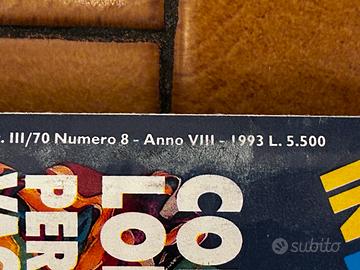 . III/70 Numero 8 - Anno VIII - 1993 L. 5.500
CO
LO
PER
subito